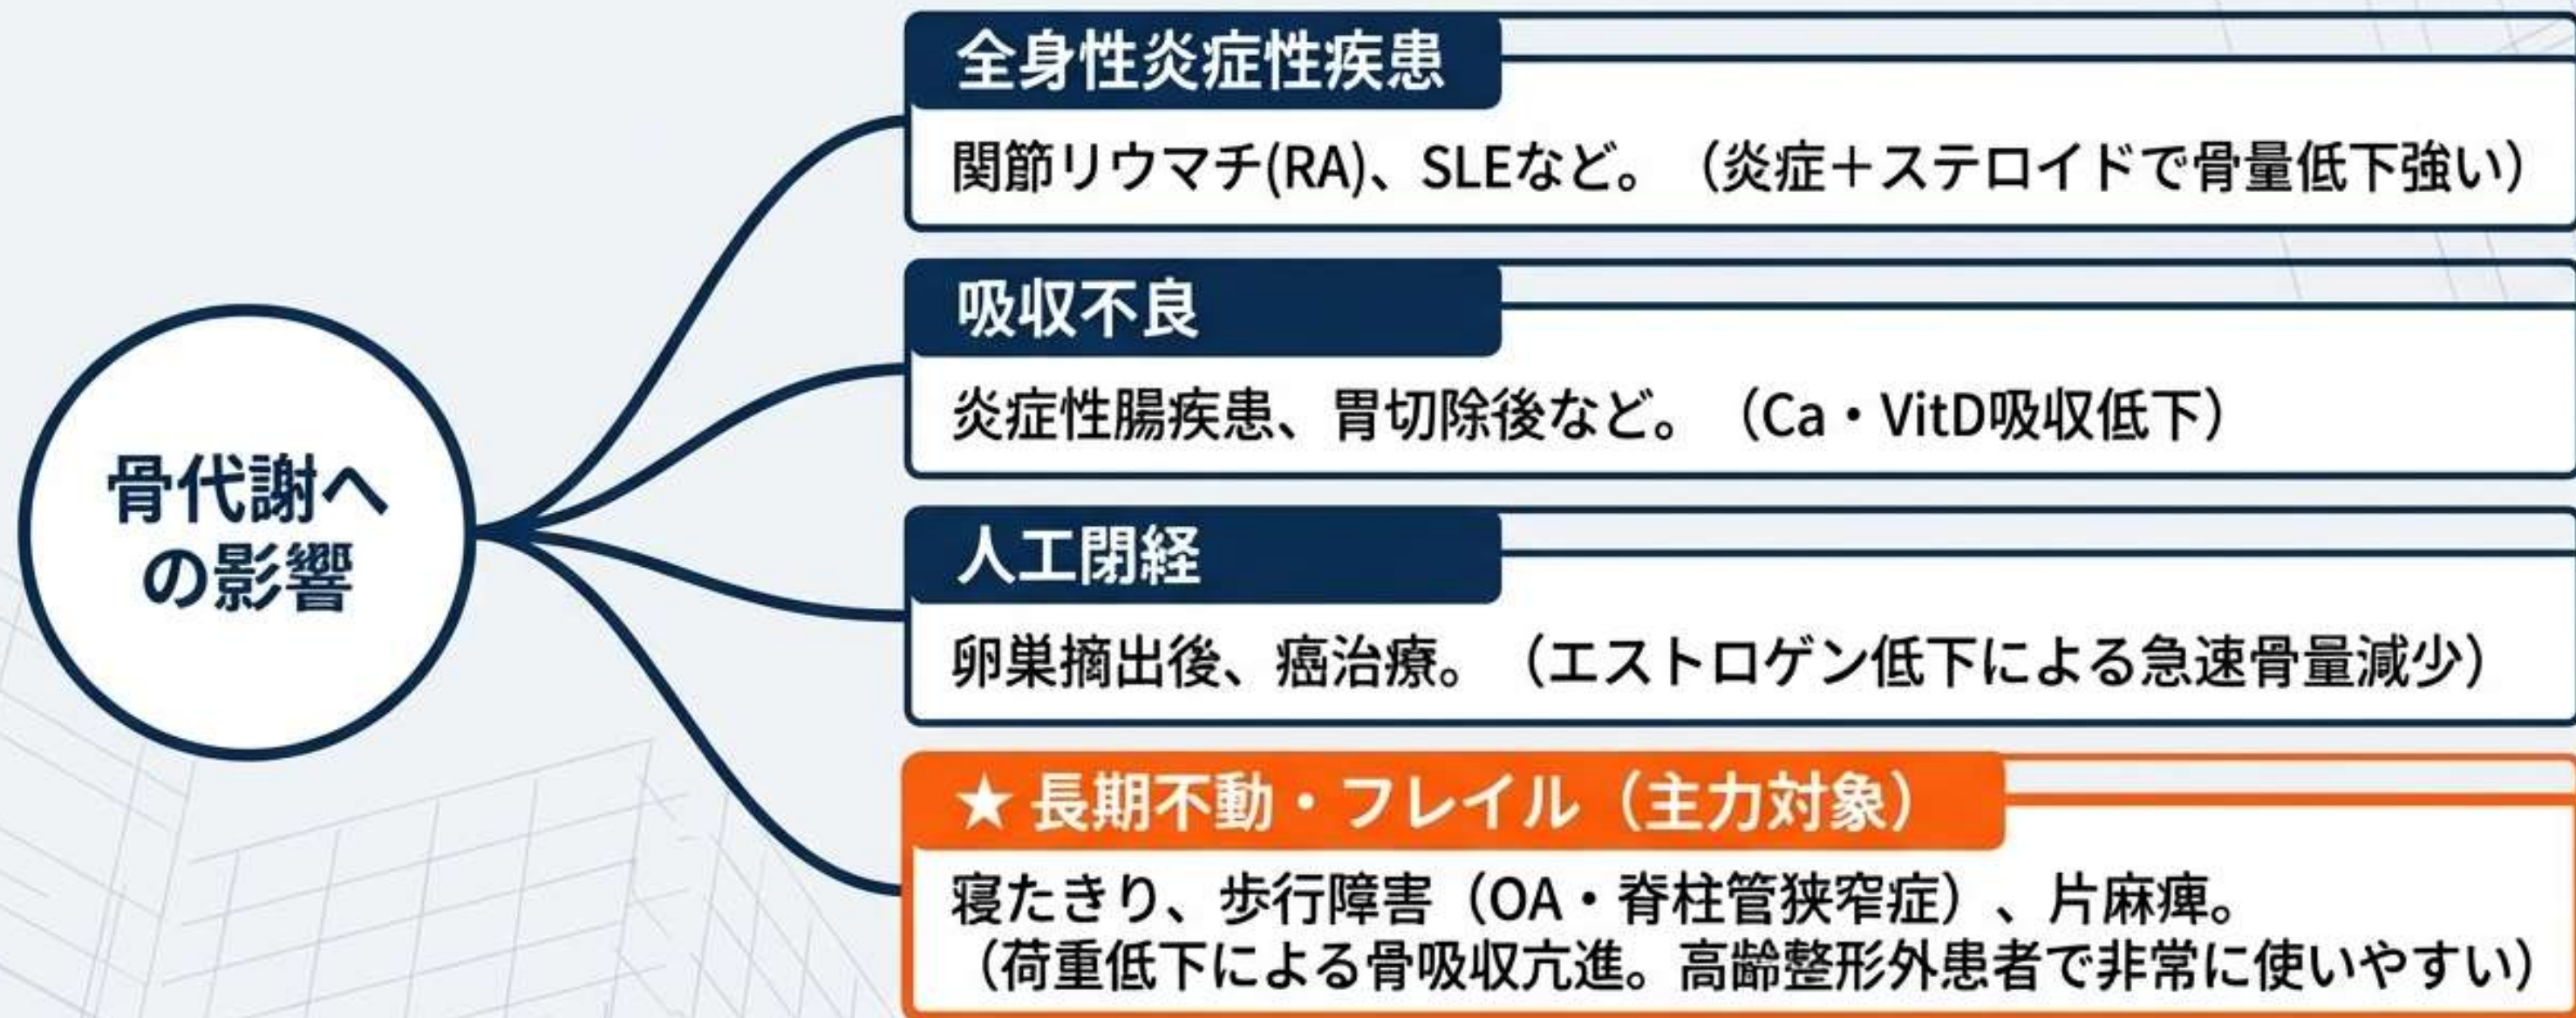 骨代謝へ
の影響
全身性炎症性疾患
関節リウマチ(RA)、SLEなど。（炎症＋ステロイドで骨量低下強い）
吸収不良
炎症性腸疾患、胃切除後など。（Ca・VitD吸収低下）
人工閉経
卵巣摘出後、癌治療。（エストロゲン低下による急速骨量減少）
★ 長期不動・フレイル（主力対象）
寝たきり、歩行障害（OA・脊柱管狭窄症）、片麻痺。
（荷重低下による骨吸収亢進。高齢整形外患者で非常に使いやすい）